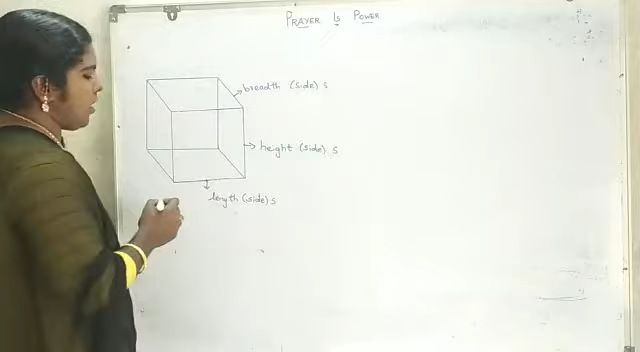 PRAYER IS POWER
breadth (side) s
height (side) s
length (side) s